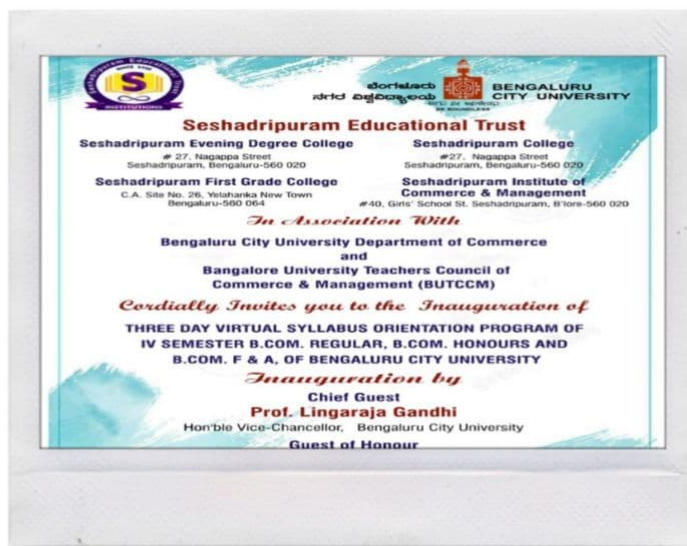 Seshadripuram Educational Trust
S
INSTITUTIONS
ಬೆಂಗಳೂರು
ನಗರ ವಿಶ್ವವಿದ್ಯಾಲಯ
BENGALURU
CITY UNIVERSITY
Seshadripuram Educational Trust
Seshadripuram Evening Degree College
# 27, Nagappa Street
Seshadripuram, Bengaluru-560 020
Seshadripuram College
#27, Nagappa Street
Seshadripuram, Bengaluru-560 020
Seshadripuram First Grade College
C.A. Site No. 26, Yelahanka New Town
Bengaluru-560 064
Seshadripuram Institute of
Commerce & Management
#40, Girls' School St. Seshadripuram, B'lore-560 020
In Association With
Bengaluru City University Department of Commerce
and
Bangalore University Teachers Council of
Commerce & Management (BUTCCM)
Cordially Invites you to the Inauguration of
THREE DAY VIRTUAL SYLLABUS ORIENTATION PROGRAM OF
IV SEMESTER B.COM. REGULAR, B.COM. HONOURS AND
B.COM. F & A, OF BENGALURU CITY UNIVERSITY
Inauguration by
Chief Guest
Prof. Lingaraja Gandhi
Hon'ble Vice-Chancellor, Bengaluru City University
Guest of Honour